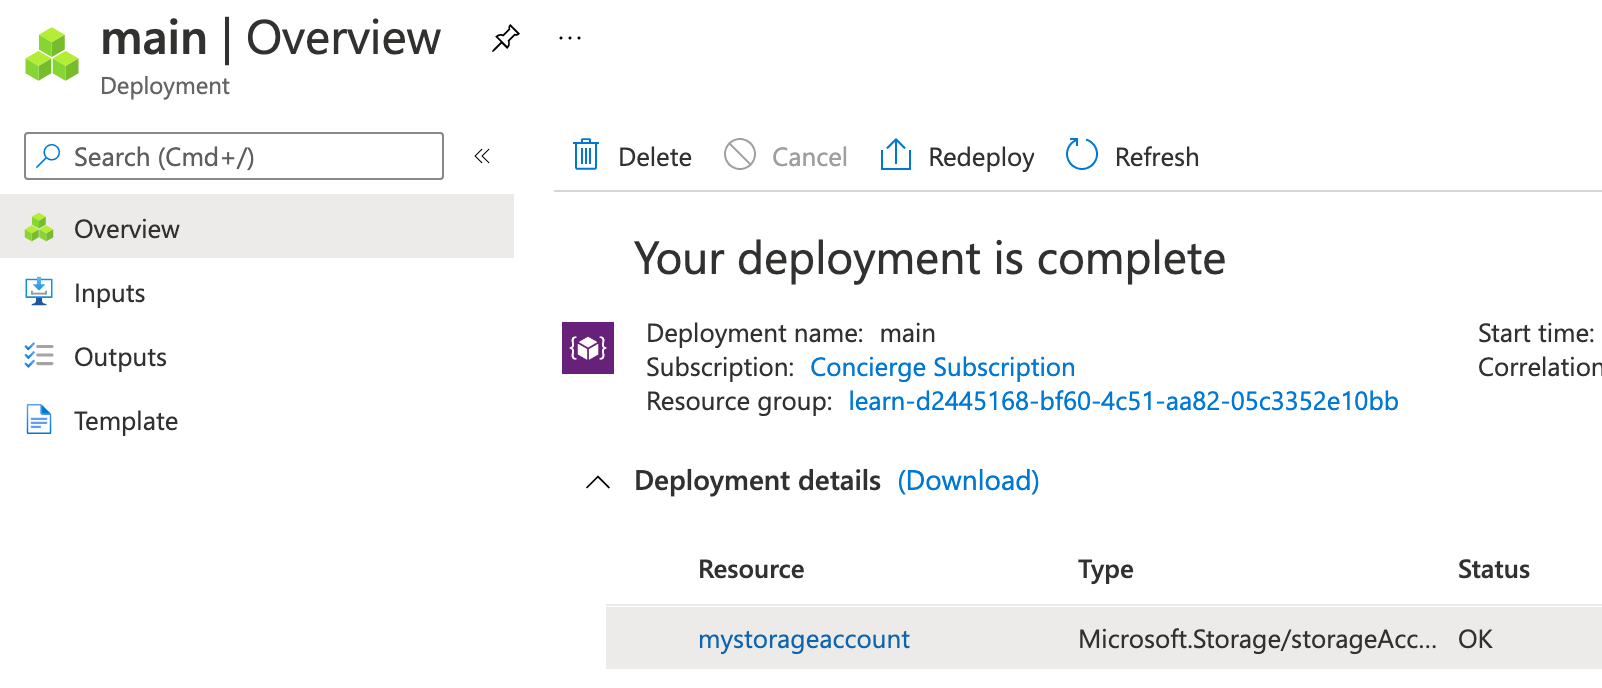 main | Overview
...
Deployment
Search (Cmd+/)
«
Delete
Cancel
Redeploy
Refresh
Overview
Inputs
Outputs
Template
Your deployment is complete
Deployment name: main
Subscription: Concierge Subscription
Resource group: learn-d2445168-bf60-4c51-aa82-05c3352e10bb
Start time:
Correlation
Deployment details (Download)
Resource Type Status
mystorageaccount Microsoft.Storage/storageAcc... OK